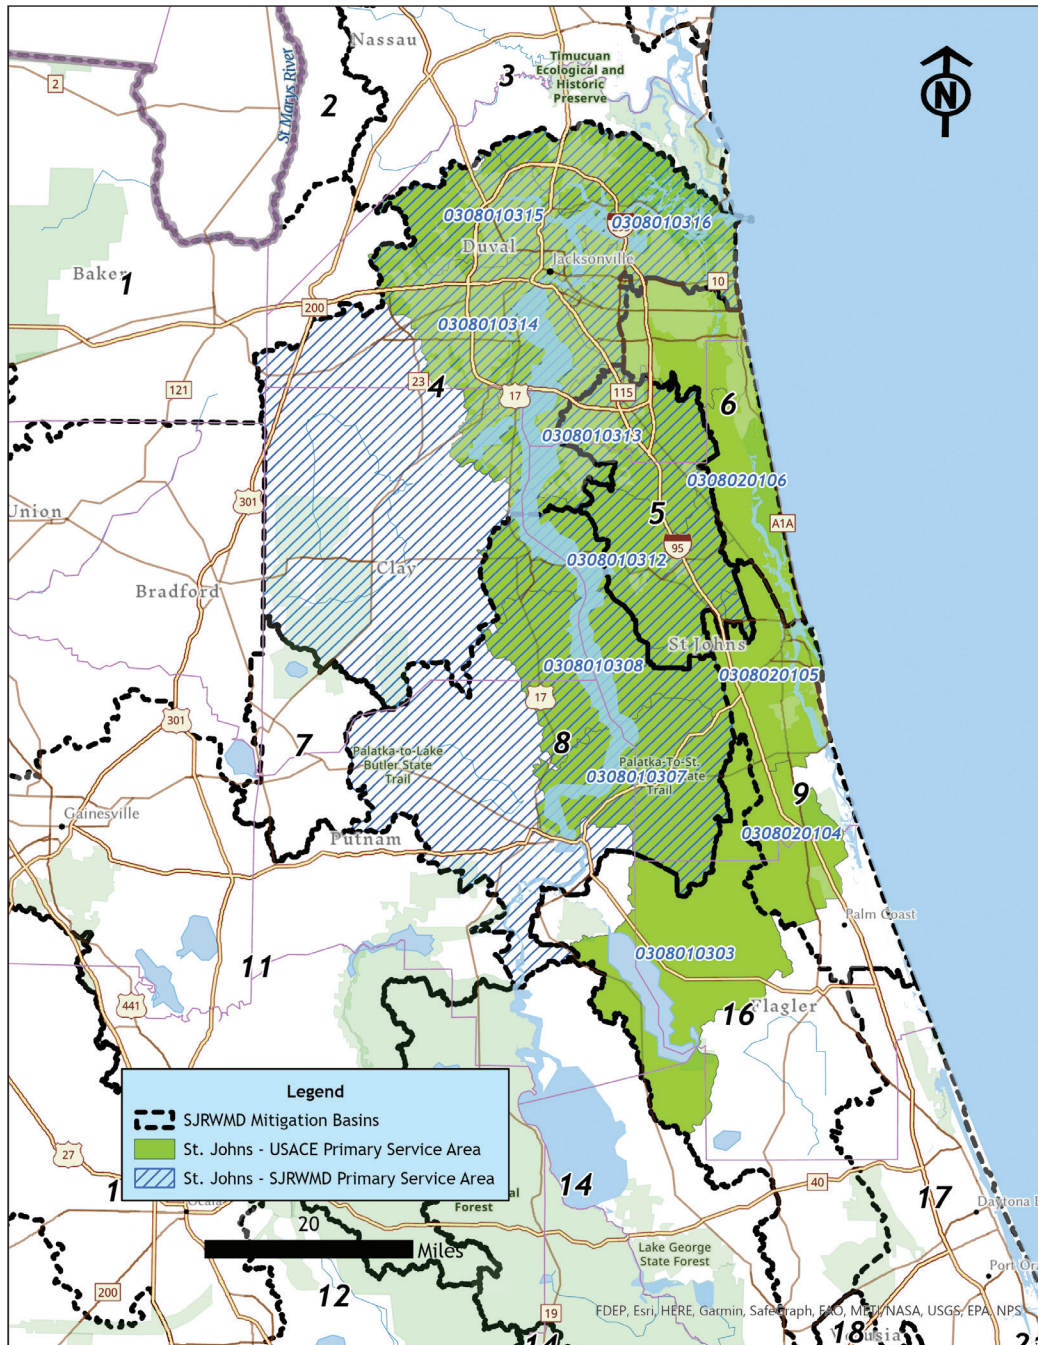 Nassau
Timucuan
Ecological and
Historic
Preserve
3
2
2
St Marys River
N
0308010315
0308010316
Duval
Jacksonville
Baker
1
10
200
0308010314
4
23
17
115
6
121
0308010313
0308020106
301
Union
5
A1A
95
0308010312
Clay
Bradford
St Johns
0308010308
0308020105
17
301
7
8
Palatka-to-Lake
Butler State
Trail
Palatka-To-St.
Trail
0308010307
9
Gainesville
Putnam
0308020104
Palm Coast
11
0308010303
441
16
Flagler
Legend
SJRWMD Mitigation Basins
St. Johns - USACE Primary Service Area
St. Johns - SJRWMD Primary Service Area
27
14
40
17
Forest
Ocala
Daytona
20
Miles
Lake George
State Forest
Port
200
12
19
FDEP, Esri, HERE, Garmin, SafeGraph, FAO, METI/NASA, USGS, EPA, NPS
14
18